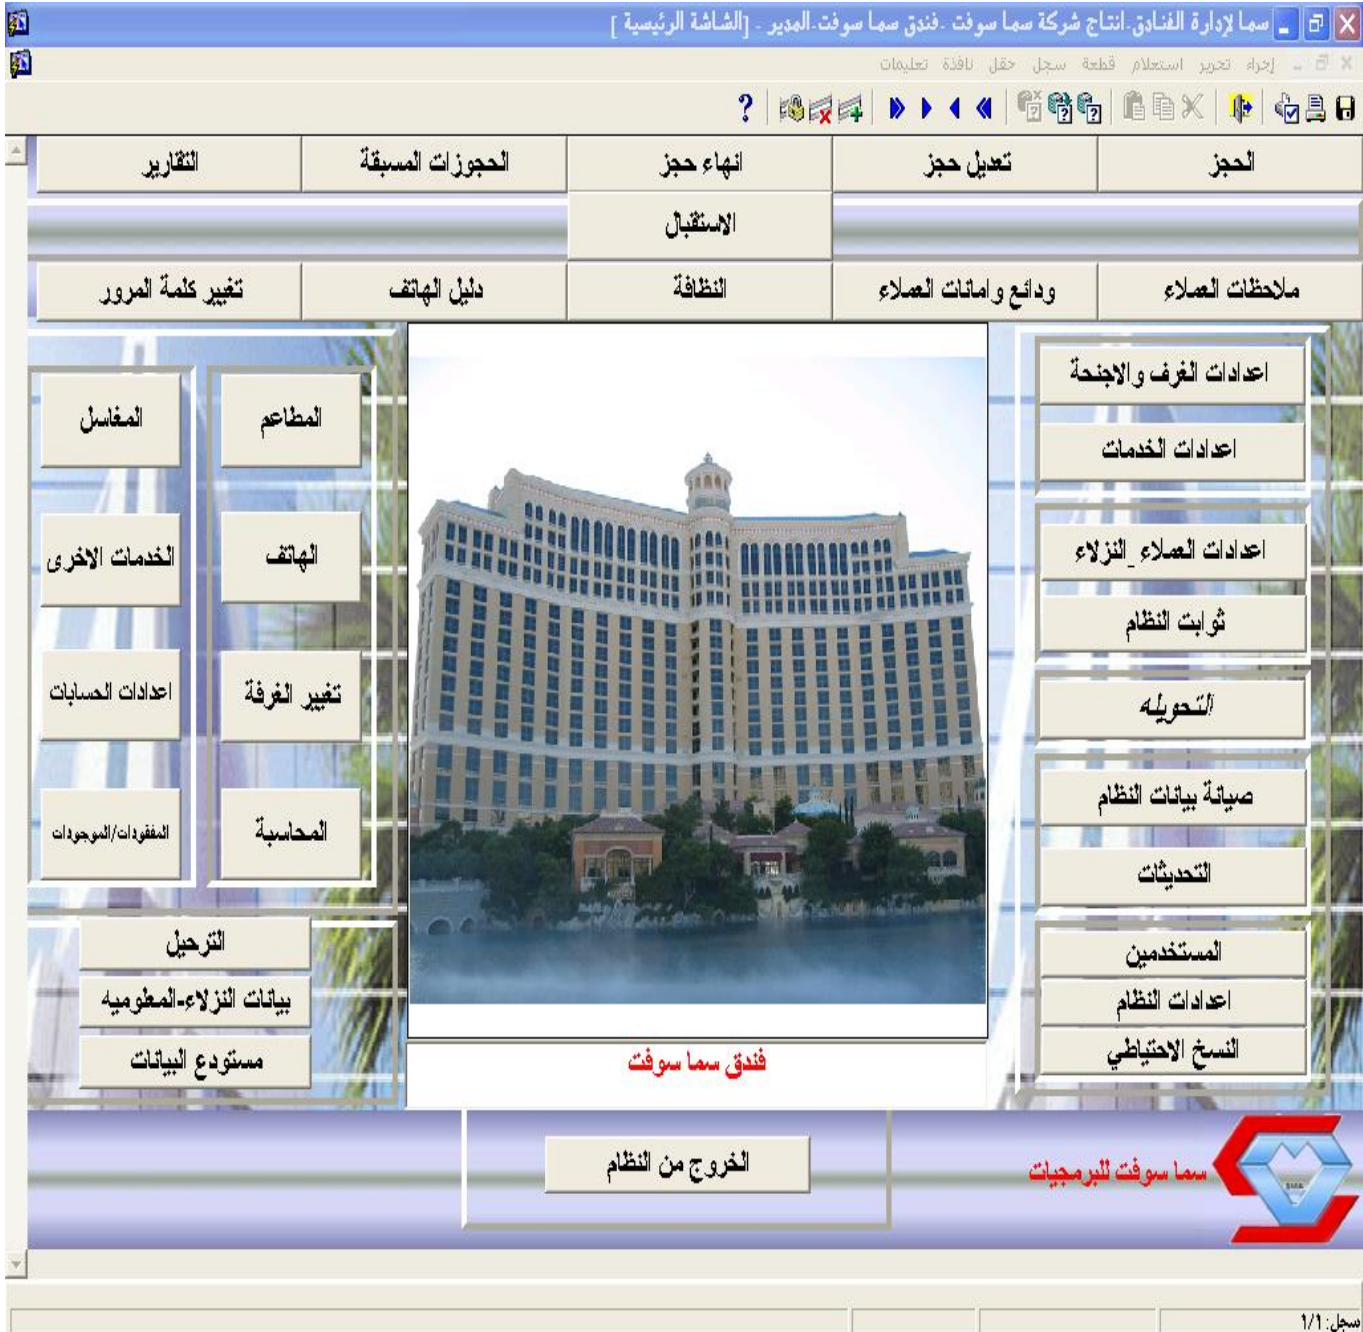 سما لإدارة الفنادق-انتاج شركة سما سوفت -فندق سما سوفت-المدير - [الشاشة الرئيسية ]
إجراء تحرير استعلام قطعة سجل حقل نافذة تعليمات
الحجز تعديل حجز انهاء حجز الحجوزات المسبقة التقارير
الاستقبال
ملاحظات العملاء ودائع وامانات العملاء النظافة دليل الهاتف تغيير كلمة المرور
اعدادات الغرف والاجنحة
اعدادات الخدمات
اعدادات العملاء _النزلاء
ثوابت النظام
التحويله
صيانة بيانات النظام
التحديثات
المستخدمين
اعدادات النظام
النسخ الاحتياطي
المطاعم
الهاتف
تغيير الغرفة
المحاسبة
المغاسل
الخدمات الاخرى
اعدادات الحسابات
المفقودات/الموجودات
الترحيل
بيانات النزلاء-المعلوميه
مستودع البيانات
فندق سما سوفت
الخروج من النظام
سما سوفت للبرمجيات
سجل: 1/1